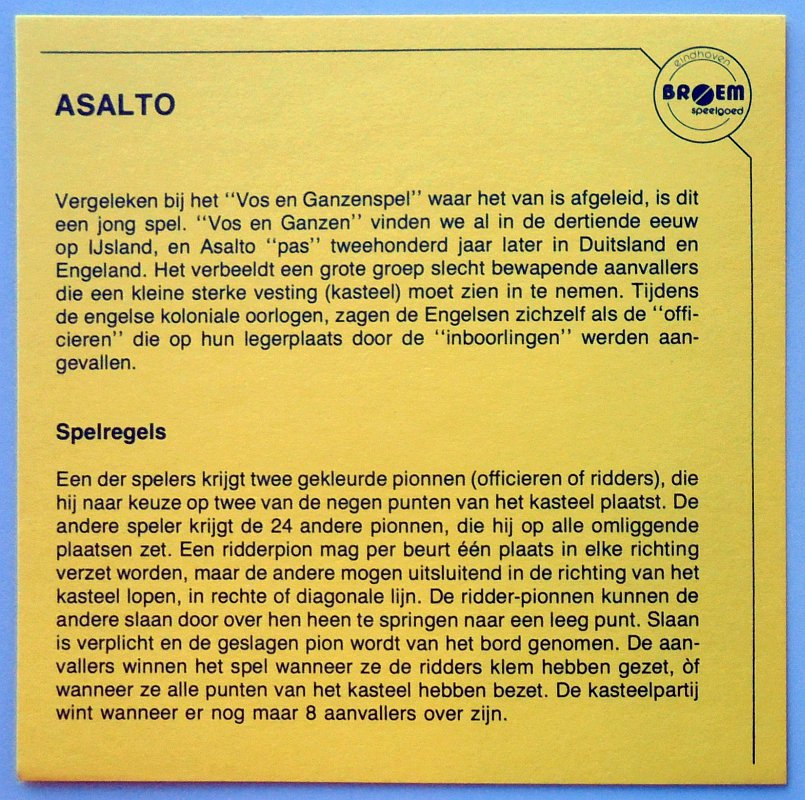 eindhoven
BROEM
speelgoed
ASALTO
Vergeleken bij het "Vos en Ganzenspel" waar het van is afgeleid, is dit
een jong spel. "Vos en Ganzen" vinden we al in de dertiende eeuw
op IJsland, en Asalto "pas" tweehonderd jaar later in Duitsland en
Engeland. Het verbeeldt een grote groep slecht bewapende aanvallers
die een kleine sterke vesting (kasteel) moet zien in te nemen. Tijdens
de engelse koloniale oorlogen, zagen de Engelsen zichzelf als de "offi-
cieren" die op hun legerplaats door de "inboorlingen" werden aan-
gevallen.
Spelregels
Een der spelers krijgt twee gekleurde pionnen (officieren of ridders), die
hij naar keuze op twee van de negen punten van het kasteel plaatst. De
andere speler krijgt de 24 andere pionnen, die hij op alle omliggende
plaatsen zet. Een ridderpion mag per beurt één plaats in elke richting
verzet worden, maar de andere mogen uitsluitend in de richting van het
kasteel lopen, in rechte of diagonale lijn. De ridder-pionnen kunnen de
andere slaan door over hen heen te springen naar een leeg punt. Slaan
is verplicht en de geslagen pion wordt van het bord genomen. De aan-
vallers winnen het spel wanneer ze de ridders klem hebben gezet, òf
wanneer ze alle punten van het kasteel hebben bezet. De kasteelpartij
wint wanneer er nog maar 8 aanvallers over zijn.